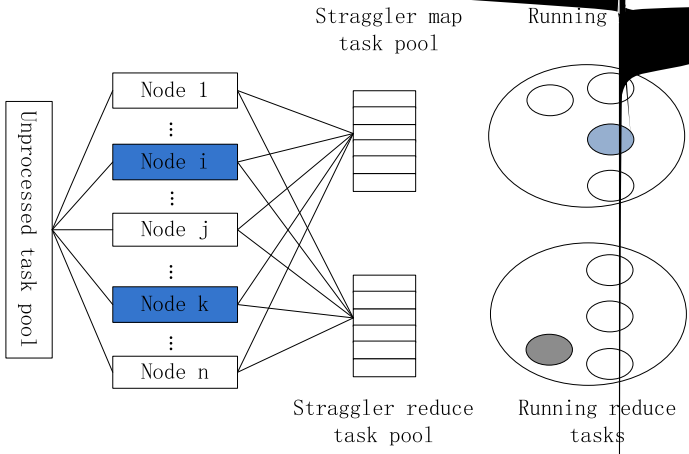 Straggler map
task pool
Running
Unprocessed task pool
Node 1
Node i
Node j
Node k
Node n
Straggler reduce
task pool
Running reduce
tasks